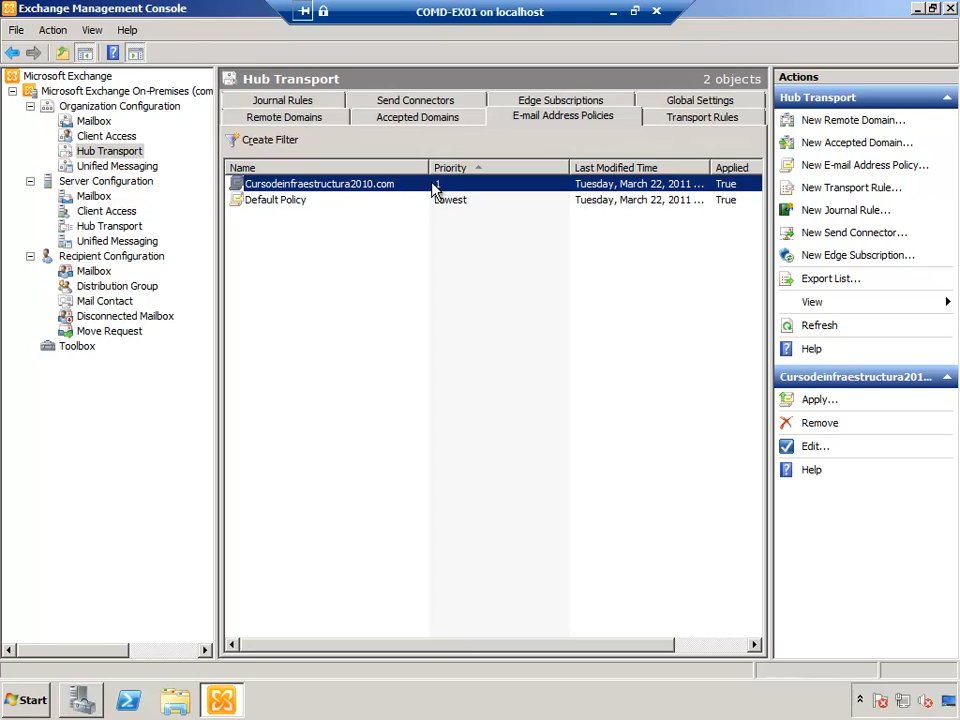 Exchange Management Console
COMD-EX01 on localhost
File Action View Help
Microsoft Exchange
Microsoft Exchange On-Premises (com
Organization Configuration
Mailbox
Client Access
Hub Transport
Unified Messaging
Server Configuration
Mailbox
Client Access
Hub Transport
Unified Messaging
Recipient Configuration
Mailbox
Distribution Group
Mail Contact
Disconnected Mailbox
Move Request
Toolbox
Hub Transport 2 objects
Journal Rules Send Connectors Edge Subscriptions Global Settings
Remote Domains Accepted Domains E-mail Address Policies Transport Rules
Create Filter
Name Priority Last Modified Time Applied
Cursodeinfraestructura2010.com 1 Tuesday, March 22, 2011 ... True
Default Policy Lowest Tuesday, March 22, 2011 ... True
Actions
Hub Transport
New Remote Domain...
New Accepted Domain...
New E-mail Address Policy...
New Transport Rule...
New Journal Rule...
New Send Connector...
New Edge Subscription...
Export List...
View
Refresh
Help
Cursodeinfraestructura201...
Apply...
Remove
Edit...
Help
Start